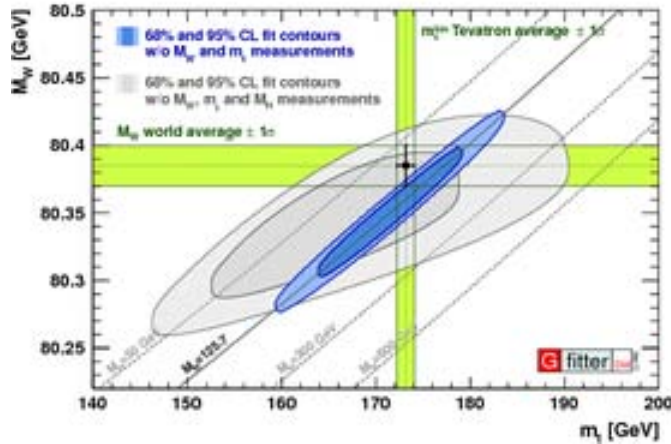 80.5
80.45
80.4
80.35
80.3
80.25
M_W [GeV]
68% and 95% CL fit contours
w/o M_W and m_t measurements
68% and 95% CL fit contours
w/o M_W, m_t and M_H measurements
m_t Tevatron average ± 1σ
M_W world average ± 1σ
M_H=50 GeV
M_H=125.7
M_H=300 GeV
M_H=600 GeV
G fitter
140 150 160 170 180 190 200
m_t [GeV]